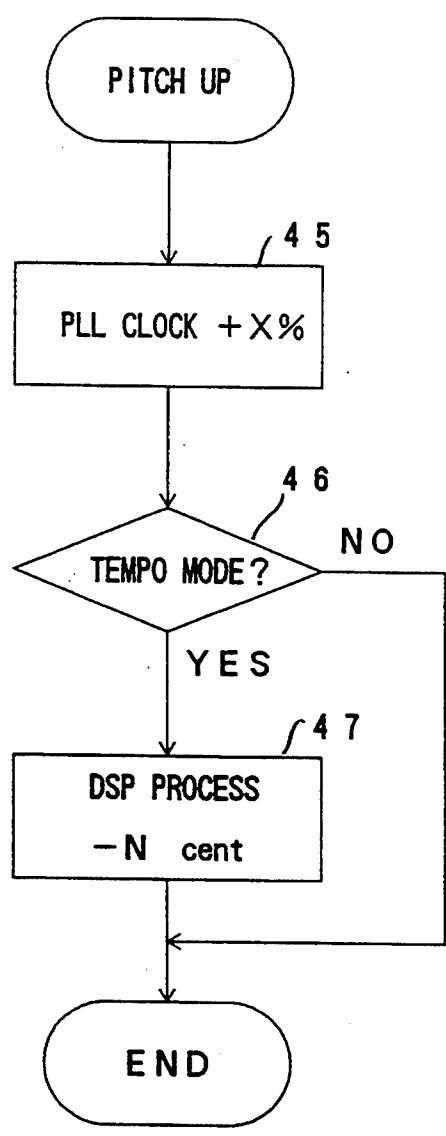 PITCH UP
45
PLL CLOCK +X%
46
TEMPO MODE?
NO
YES
47
DSP PROCESS
-N cent
END